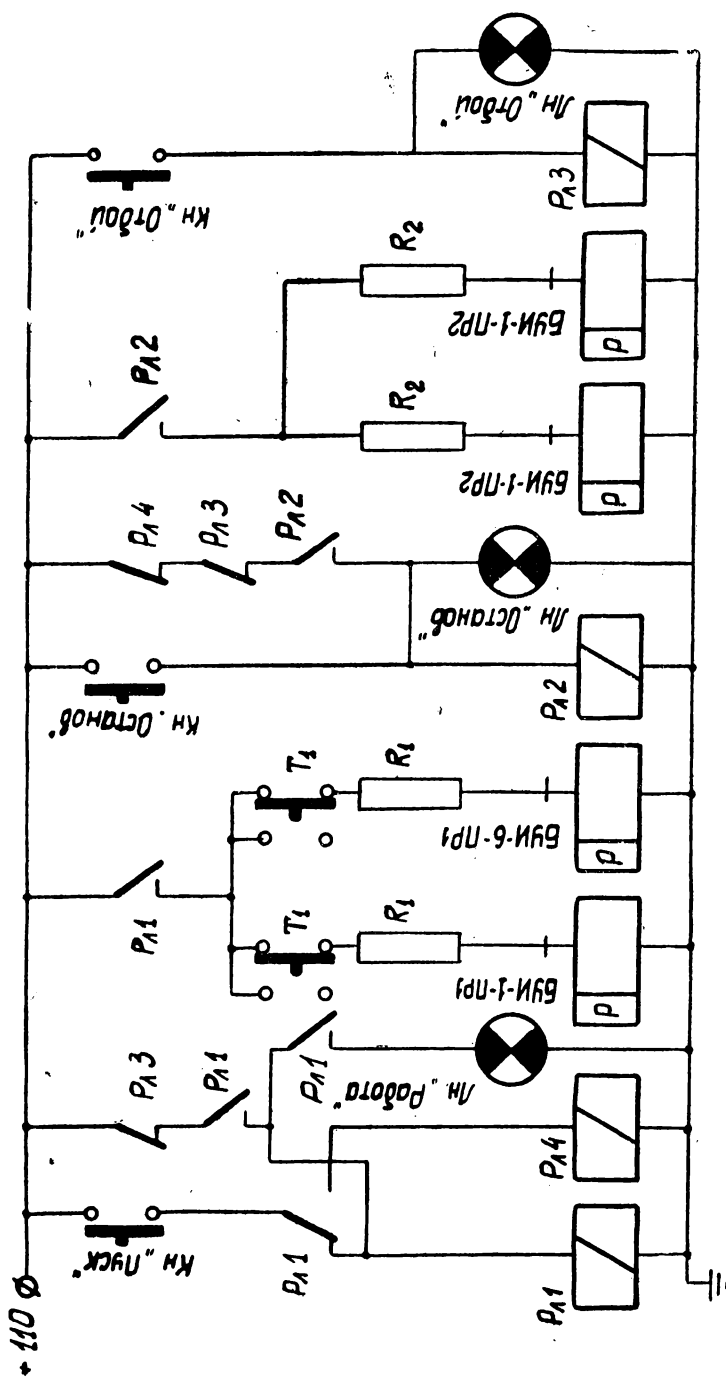 + 110
Кн „Пуск"
Рл1
Рл1
Рл3
Рл1
Рл4
Рл1
Лн „Работа"
Рл1
Т1
R1
БУИ-1-ПР1
Р
Т1
R1
БУИ-6-ПР1
Р
Кн. Останов"
Рл2
Рл4
Рл3
Рл2
Лн „Останов"
Рл2
R2
БУИ-1-ПР2
Р
R2
БУИ-1-ПР2
Р
Кн „Отбой"
Рл3
Лн „Отбой"